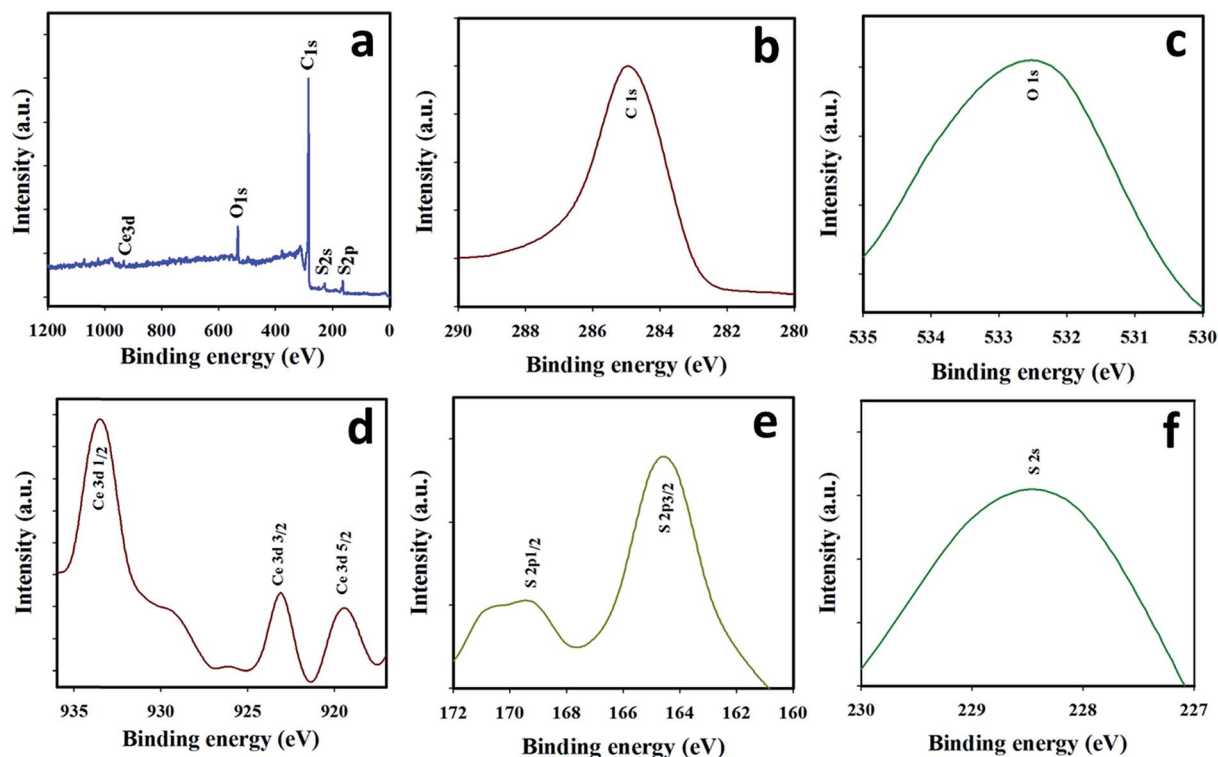 a
Intensity (a.u.)
Ce3d
O1s
C1s
S2s
S2p
1200 1000 800 600 400 200 0
Binding energy (eV)
b
Intensity (a.u.)
C 1s
290 288 286 284 282 280
Binding energy (eV)
c
Intensity (a.u.)
O 1s
535 534 533 532 531 530
Binding energy (eV)
d
Intensity (a.u.)
Ce 3d 1/2
Ce 3d 3/2
Ce 3d 5/2
935 930 925 920
Binding energy (eV)
e
Intensity (a.u.)
S 2p1/2
S 2p3/2
172 170 168 166 164 162 160
Binding energy (eV)
f
Intensity (a.u.)
S 2s
230 229 228 227
Binding energy (eV)